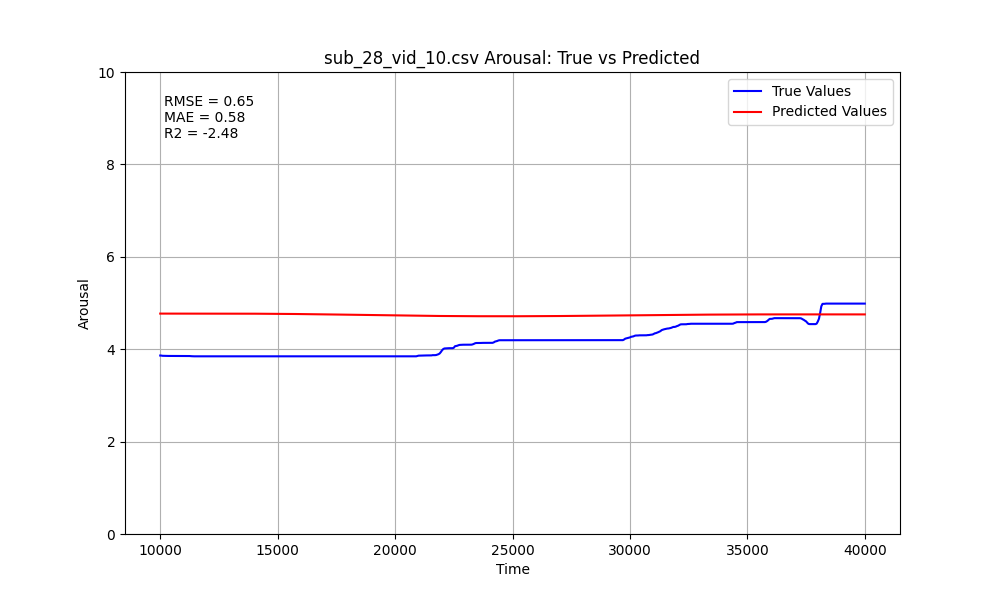 sub_28_vid_10.csv Arousal: True vs Predicted
RMSE = 0.65
MAE = 0.58
R2 = -2.48
True Values
Predicted Values
10
8
6
4
2
0
Arousal
10000 15000 20000 25000 30000 35000 40000
Time